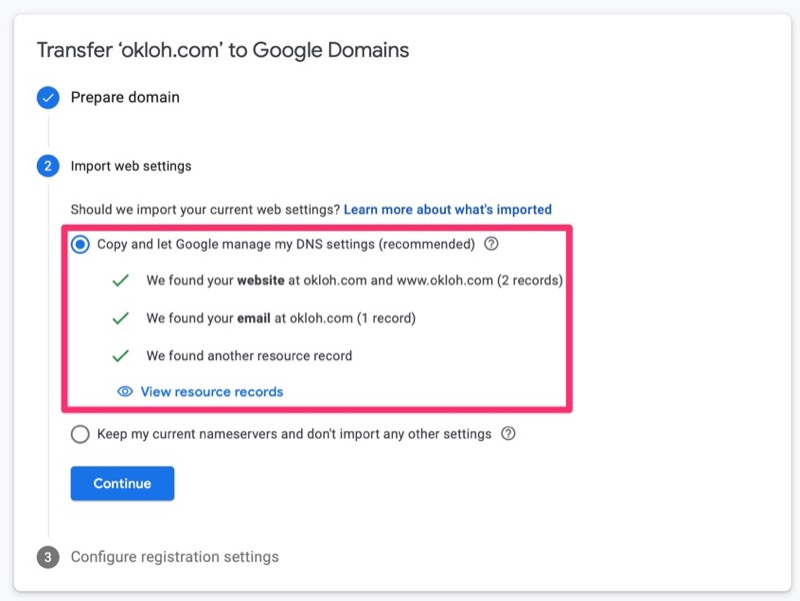 Transfer ‘okloh.com’ to Google Domains
Prepare domain
2 Import web settings
Should we import your current web settings? Learn more about what's imported
Copy and let Google manage my DNS settings (recommended) ?
We found your website at okloh.com and www.okloh.com (2 records)
We found your email at okloh.com (1 record)
We found another resource record
View resource records
Keep my current nameservers and don't import any other settings ?
Continue
3 Configure registration settings